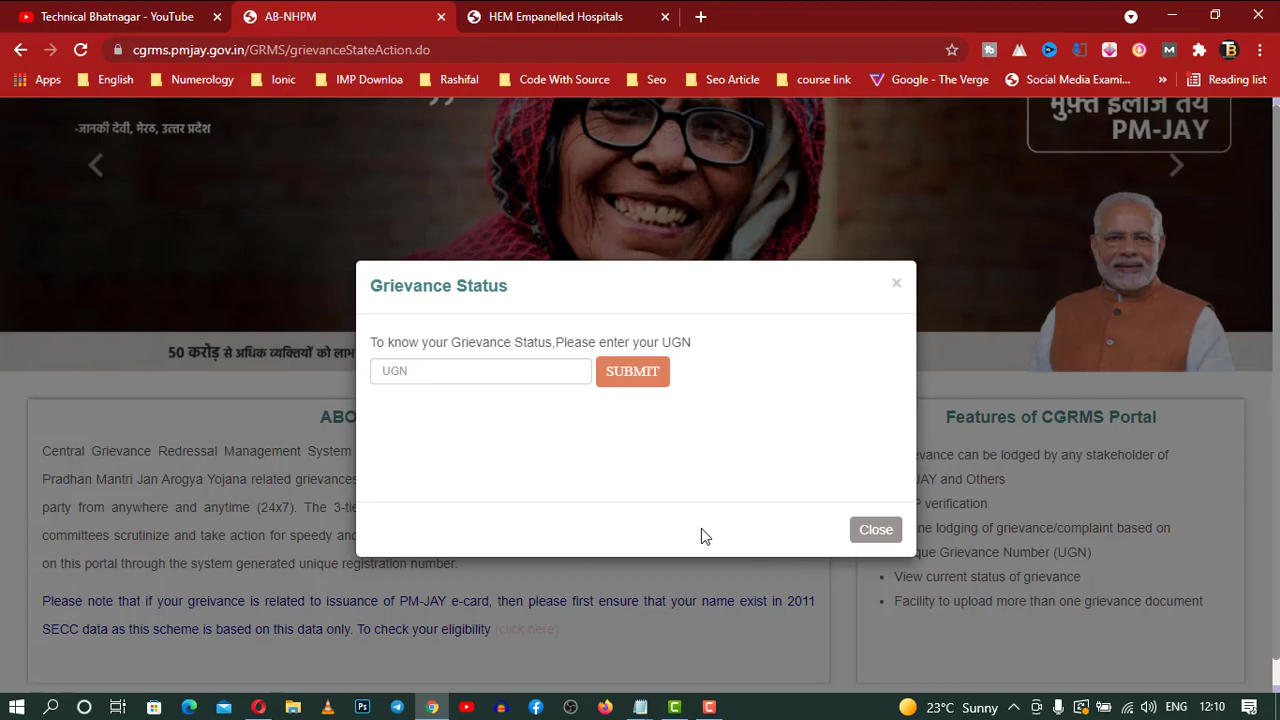 Technical Bhatnagar - YouTube
AB-NHPM
HEM Empanelled Hospitals
cgrms.pmjay.gov.in/GRMS/grievanceStateAction.do
Apps English Numerology Ionic IMP Downloa Rashifal Code With Source Seo Seo Article course link Google - The Verge Social Media Exami... » Reading list
-जानकी देवी, मेरठ, उत्तर प्रदेश
मुफ़्त इलाज तय
PM-JAY
Grievance Status
×
To know your Grievance Status,Please enter your UGN
UGN
SUBMIT
Close
50 करोड़ से अधिक व्यक्तियों को लाभ
ABO
Central Grievance Redressal Management System
Pradhan Mantri Jan Arogya Yojana related grievances
party from anywhere and anytime (24x7). The 3-tie
committees scrutinize and take action for speedy and
on this portal through the system generated unique registration number.
Please note that if your greivance is related to issuance of PM-JAY e-card, then please first ensure that your name exist in 2011
SECC data as this scheme is based on this data only. To check your eligibility (click here)
Features of CGRMS Portal
evance can be lodged by any stakeholder of
JAY and Others
P verification
ne lodging of grievance/complaint based on
que Grievance Number (UGN)
View current status of grievance
Facility to upload more than one grievance document
23°C Sunny
ENG
12:10